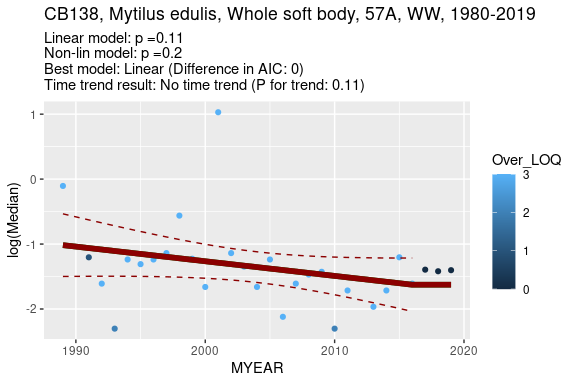 CB138, Mytilus edulis, Whole soft body, 57A, WW, 1980-2019
Linear model: p =0.11
Non-lin model: p =0.2
Best model: Linear (Difference in AIC: 0)
Time trend result: No time trend (P for trend: 0.11)
log(Median)
1
0
-1
-2
1990
2000
2010
2020
MYEAR
Over_LOQ
3
2
1
0